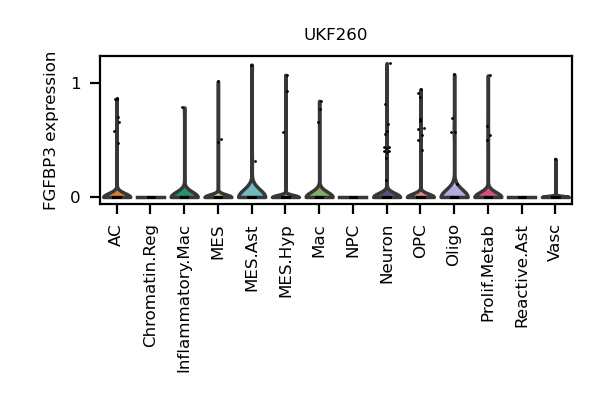 UKF260
FGFBP3 expression
1
0
AC
Chromatin.Reg
Inflammatory.Mac
MES
MES.Ast
MES.Hyp
Mac
NPC
Neuron
OPC
Oligo
Prolif.Metab
Reactive.Ast
Vasc